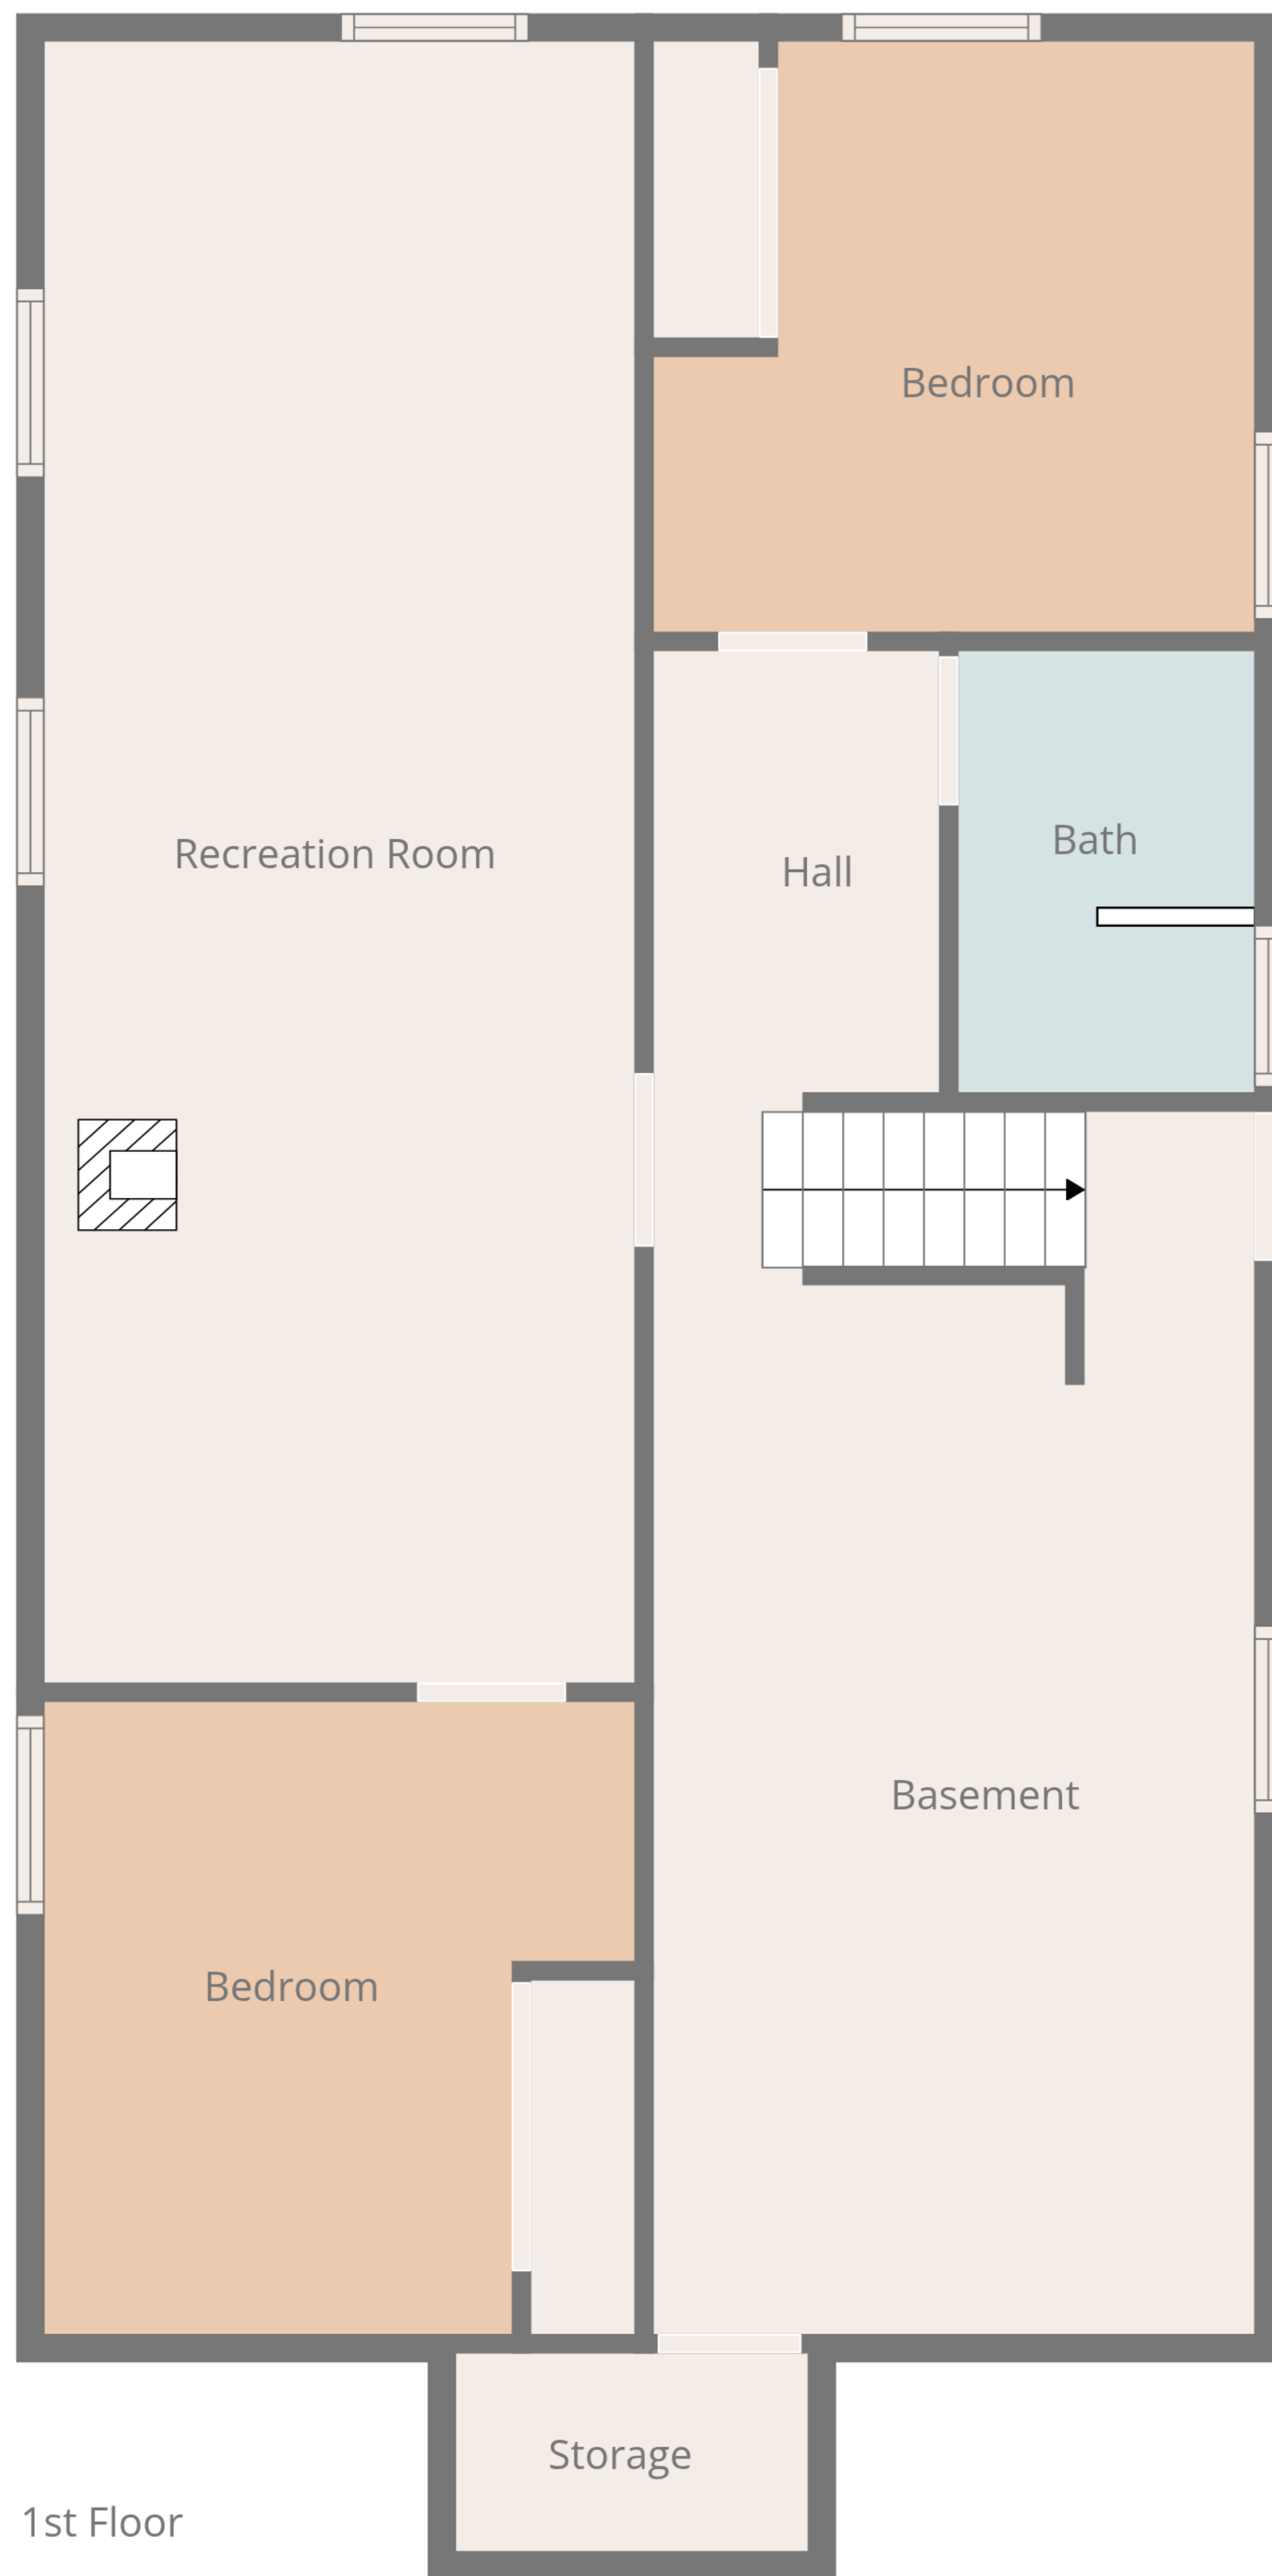 Bedroom
Recreation Room
Hall
Bath
Basement
Bedroom
Storage
1st Floor